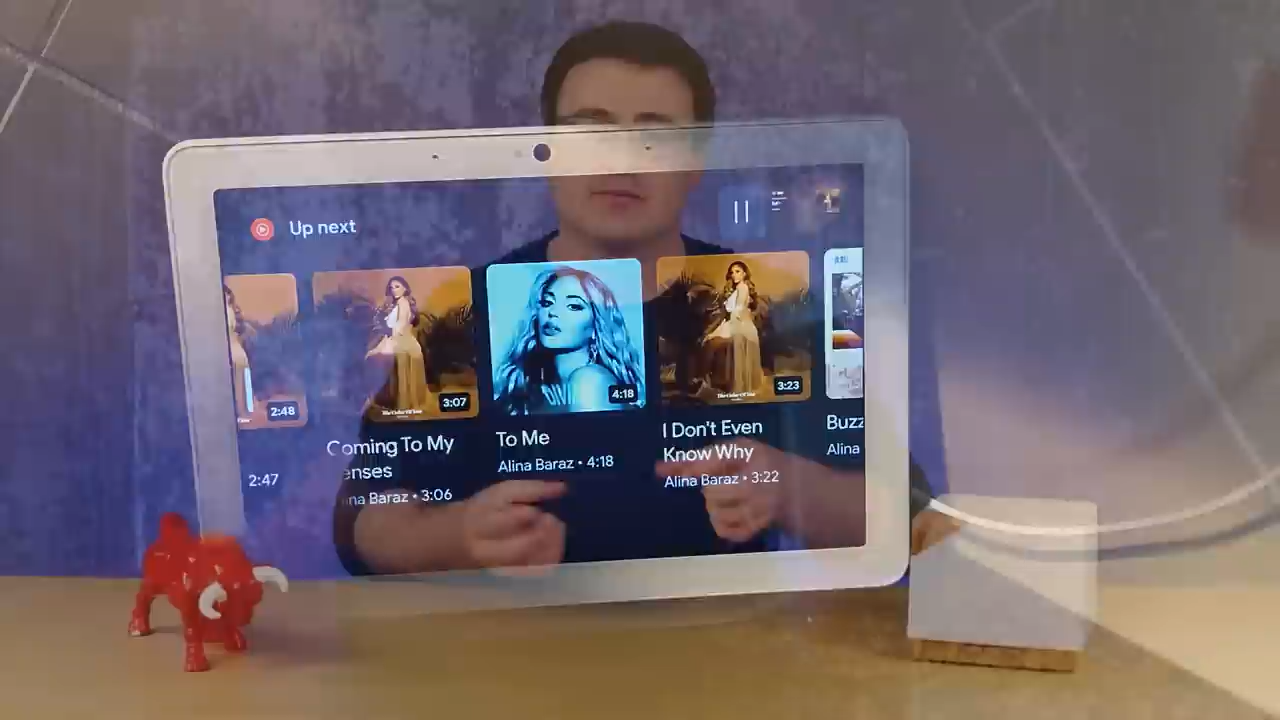 Up next
2:48
3:07
4:18
3:23
2:47
Coming To My
enses
na Baraz • 3:06
To Me
Alina Baraz • 4:18
I Don't Even
Know Why
Alina Baraz • 3:22
Buzz
Alina